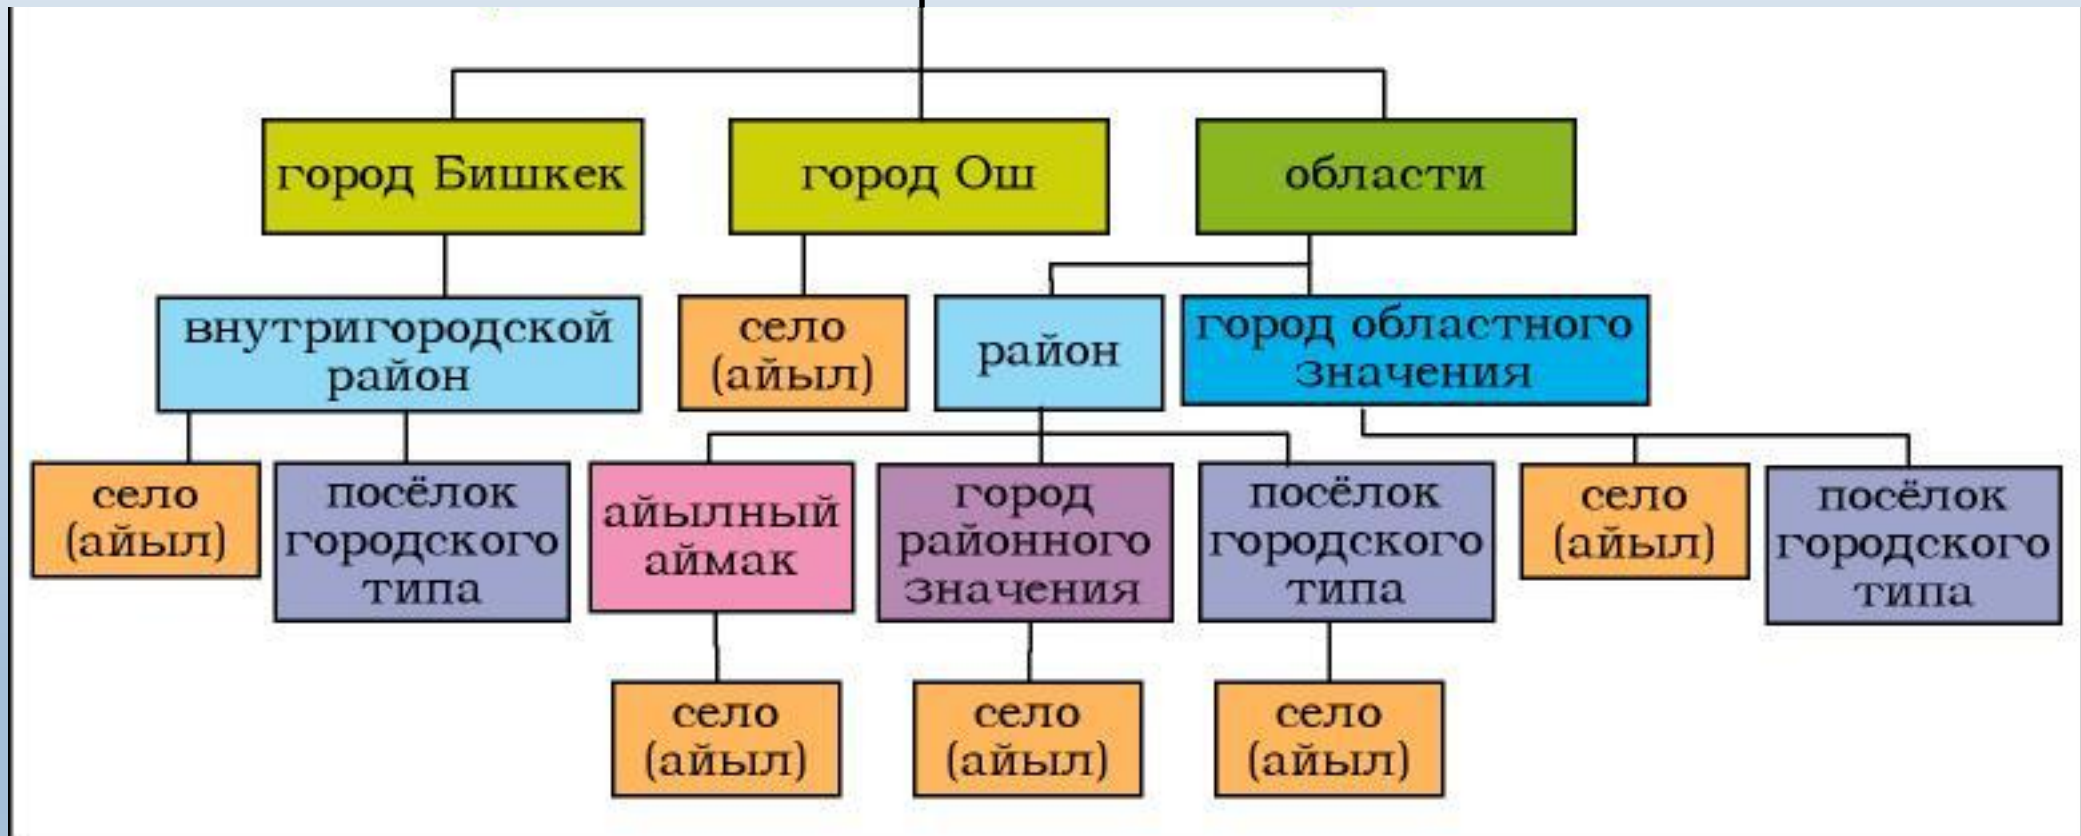 город Бишкек
город Ош
области
внутригородской
район
село
(айыл)
район
город областного
значения
село
(айыл)
посёлок
городского
типа
айылный
аймак
город
районного
значения
посёлок
городского
типа
село
(айыл)
посёлок
городского
типа
село
(айыл)
село
(айыл)
село
(айыл)